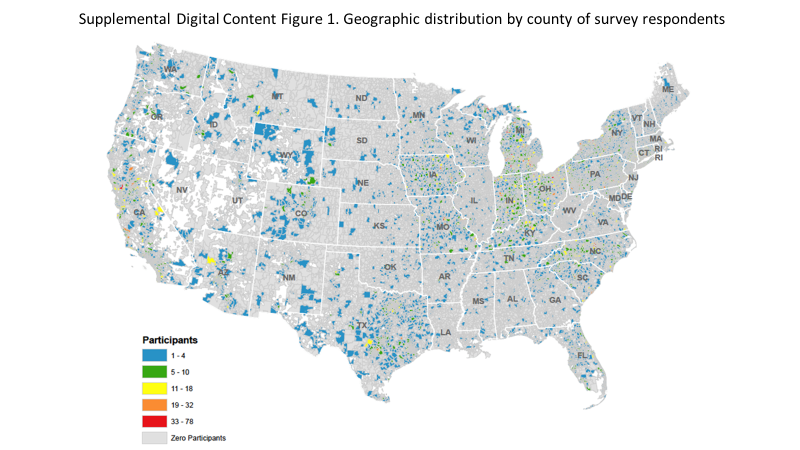 Supplemental Digital Content Figure 1. Geographic distribution by county of survey respondents
WA
MT
ND
MN
ME
OR
ID
SD
WI
MI
NY
VT
NH
MA
RI
CT
RI
WY
IA
PA
NJ
NE
NV
UT
CO
IL
IN
OH
MD
DE
CA
KS
MO
WV
VA
KY
AZ
NM
OK
AR
TN
NC
SC
MS
AL
GA
TX
LA
FL
Participants
1 - 4
5 - 10
11 - 18
19 - 32
33 - 78
Zero Participants